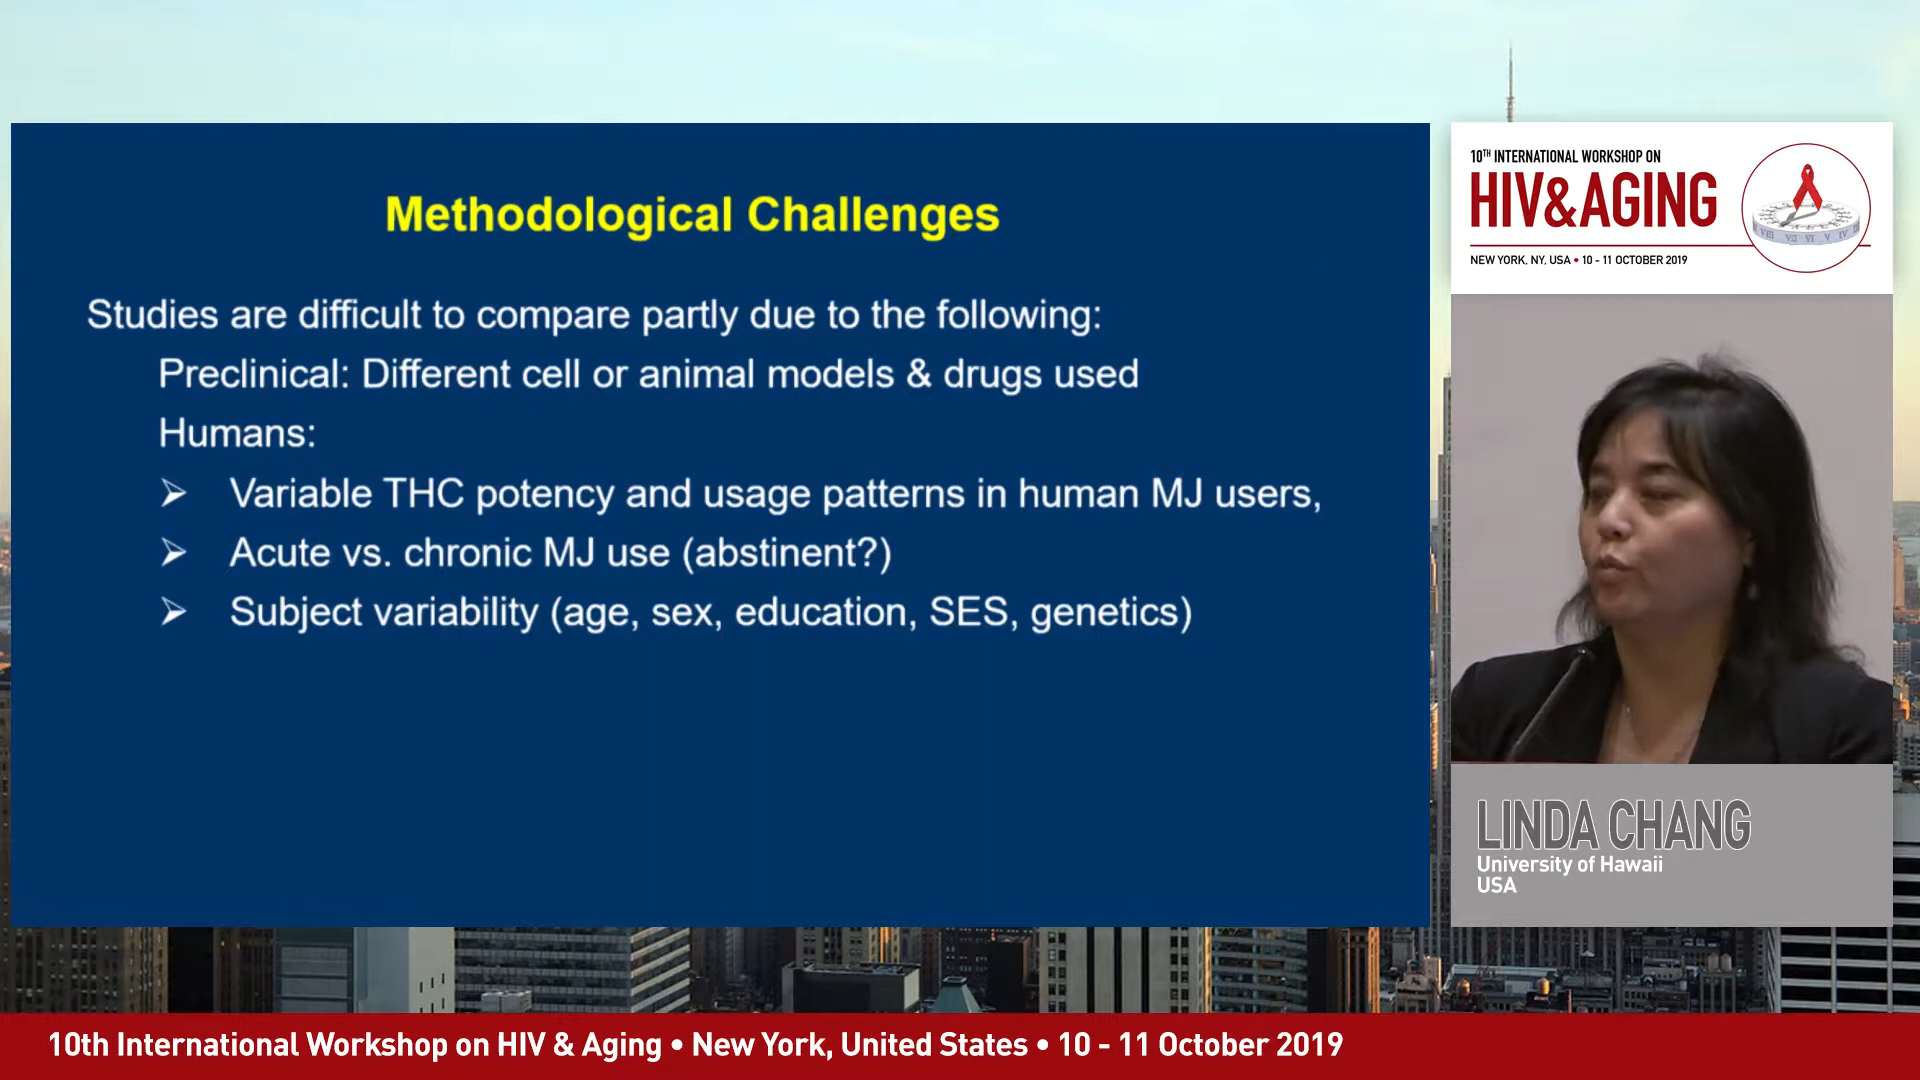 Methodological Challenges
Studies are difficult to compare partly due to the following:
Preclinical: Different cell or animal models & drugs used
Humans:
➢ Variable THC potency and usage patterns in human MJ users,
➢ Acute vs. chronic MJ use (abstinent?)
➢ Subject variability (age, sex, education, SES, genetics)
10TH INTERNATIONAL WORKSHOP ON
HIV&AGING
NEW YORK, NY, USA • 10 - 11 OCTOBER 2019
LINDA CHANG
University of Hawaii
USA
10th International Workshop on HIV & Aging • New York, United States • 10 - 11 October 2019